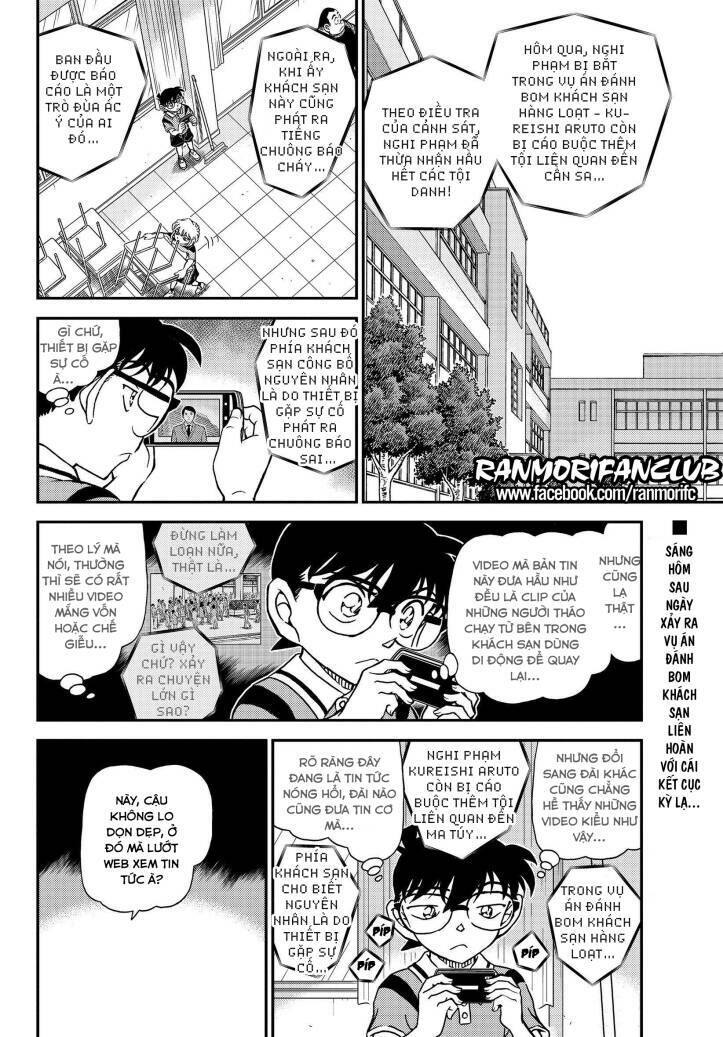 HÔM QUA, NGHI
PHẠM BỊ BẮT
TRONG VỤ ÁN ĐÁNH
BOM KHÁCH SẠN
HÀNG LOẠT - KU-
REISHI ARUTO CÒN
BỊ CÁO BUỘC THÊM
TỘI LIÊN QUAN ĐẾN
CẦN SA...
THEO ĐIỀU TRA
CỦA CẢNH SÁT,
NGHI PHẠM ĐÃ
THỪA NHẬN HẦU
HẾT CÁC TỘI
DANH!
NGOÀI RA,
KHI ẤY
KHÁCH SẠN
NÀY CŨNG
PHÁT RA
TIẾNG
CHUÔNG BÁO
CHÁY...
BAN ĐẦU
ĐƯỢC BÁO
CÁO LÀ MỘT
TRÒ ĐÙA ÁC
Ý CỦA AI
ĐÓ...
RANMORIFANCLUB
www.facebook.com/ranmorifc
NHƯNG SAU ĐÓ
PHÍA KHÁCH
SẠN CÔNG BỐ
NGUYÊN NHÂN
LÀ DO THIẾT BỊ
GẶP SỰ CỐ
PHÁT RA
CHUÔNG BÁO
SAI...
GÌ CHỨ,
THIẾT BỊ GẶP
SỰ CỐ
À...
SÁNG
HÔM
SAU
NGÀY
XẢY RA
VỤ ÁN
ĐÁNH
BOM
KHÁCH
SẠN
LIÊN
HOÀN
VỚI CÁI
KẾT CỤC
KỲ LẠ...
NHƯNG
CŨNG
LẠ
THẬT
...
VIDEO MÀ BẢN TIN
NÀY ĐƯA HẦU NHƯ
ĐỀU LÀ CLIP CỦA
NHỮNG NGƯỜI THÁO
CHẠY TỪ BÊN TRONG
KHÁCH SẠN DÙNG
DI ĐỘNG ĐỂ QUAY
LẠI...
ĐỪNG LÀM
LOẠN NỮA,
THẬT LÀ...
GÌ VẬY
CHỨ? XẢY
RA CHUYỆN
LỚN GÌ
SAO?
THEO LÝ MÀ
NÓI, THƯỜNG
THÌ SẼ CÓ RẤT
NHIỀU VIDEO
MẮNG VỐN
HOẶC CHẾ
GIỄU...
NHƯNG ĐỔI
SANG ĐÀI KHÁC
CŨNG CHẲNG
HỀ THẤY NHỮNG
VIDEO KIỂU NHƯ
VẬY...
TRONG VỤ
ÁN ĐÁNH
BOM KHÁCH
SẠN HÀNG
LOẠT...
NGHI PHẠM
KUREISHI ARUTO
CÒN BỊ CÁO
BUỘC THÊM TỘI
LIÊN QUAN ĐẾN
MA TÚY...
RÕ RÀNG ĐÂY
ĐANG LÀ TIN TỨC
NÓNG HỔI, ĐÀI NÀO
CŨNG ĐƯA TIN CƠ
MÀ...
PHÍA
KHÁCH SẠN
CHO BIẾT
NGUYÊN
NHÂN LÀ DO
THIẾT BỊ
GẶP SỰ
CỐ...
PÍP
PÍP
PÍP
PÍP
NÀY, CẬU
KHÔNG LO
DỌN DẸP, Ở
ĐÓ MÀ LƯỚT
WEB XEM TIN
TỨC À?